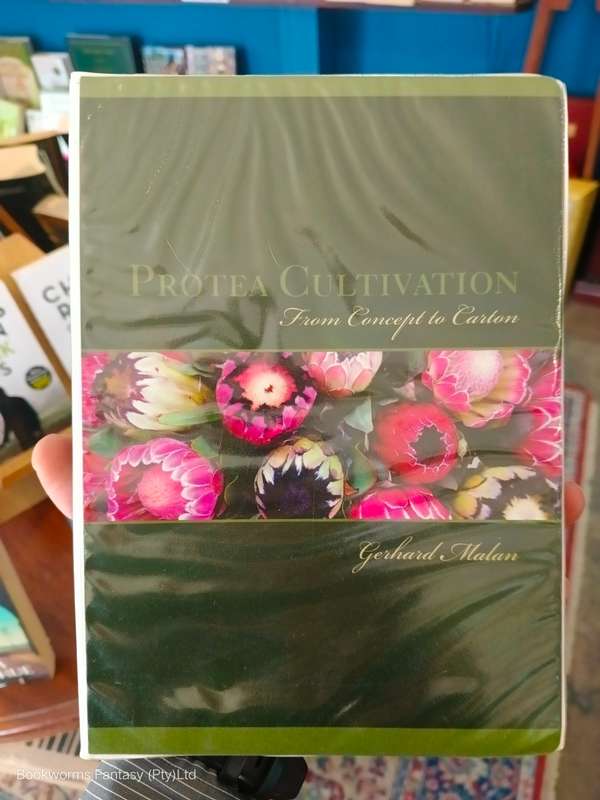 PROTEA CULTIVATION
From Concept to Carton
Gerhard Malan
Bookworms Fantasy (Pty)Ltd